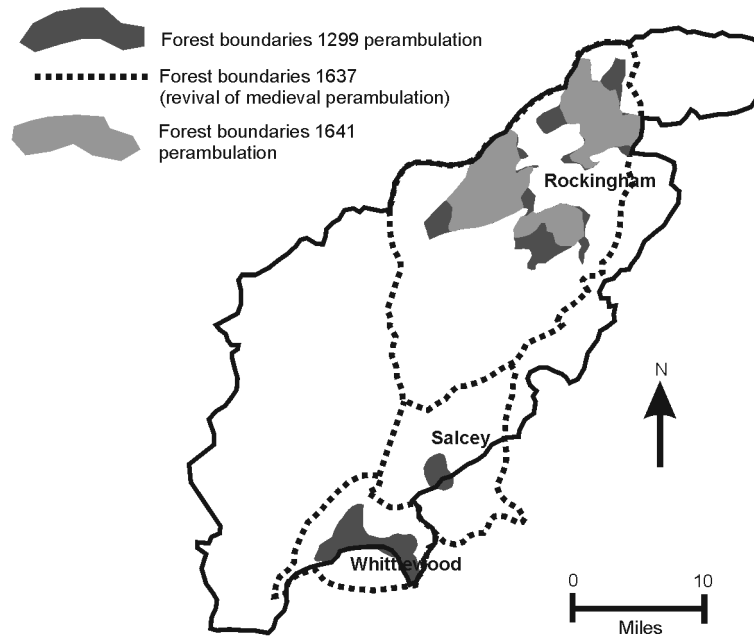 Forest boundaries 1299 perambulation
Forest boundaries 1637
(revival of medieval perambulation)
Forest boundaries 1641
perambulation
Rockingham
N
Salcey
Whittlewood
0
10
Miles